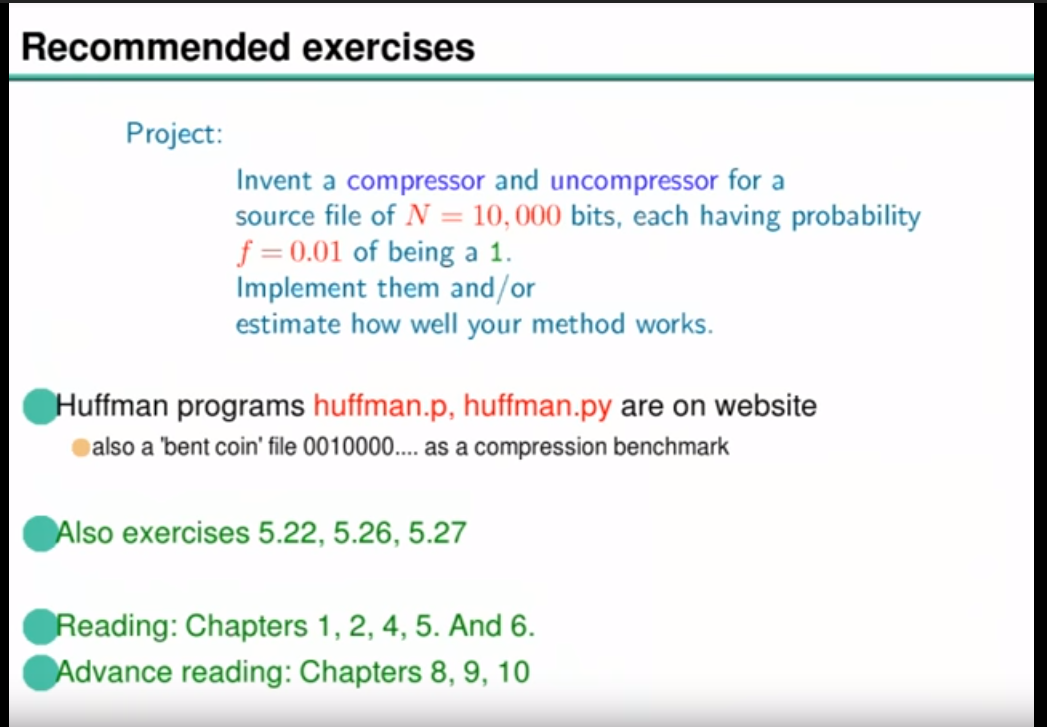 Recommended exercises
Project:
Invent a compressor and uncompressor for a
source file of N = 10,000 bits, each having probability
f = 0.01 of being a 1.
Implement them and/or
estimate how well your method works.
Huffman programs huffman.p, huffman.py are on website
also a 'bent coin' file 0010000.... as a compression benchmark
Also exercises 5.22, 5.26, 5.27
Reading: Chapters 1, 2, 4, 5. And 6.
Advance reading: Chapters 8, 9, 10